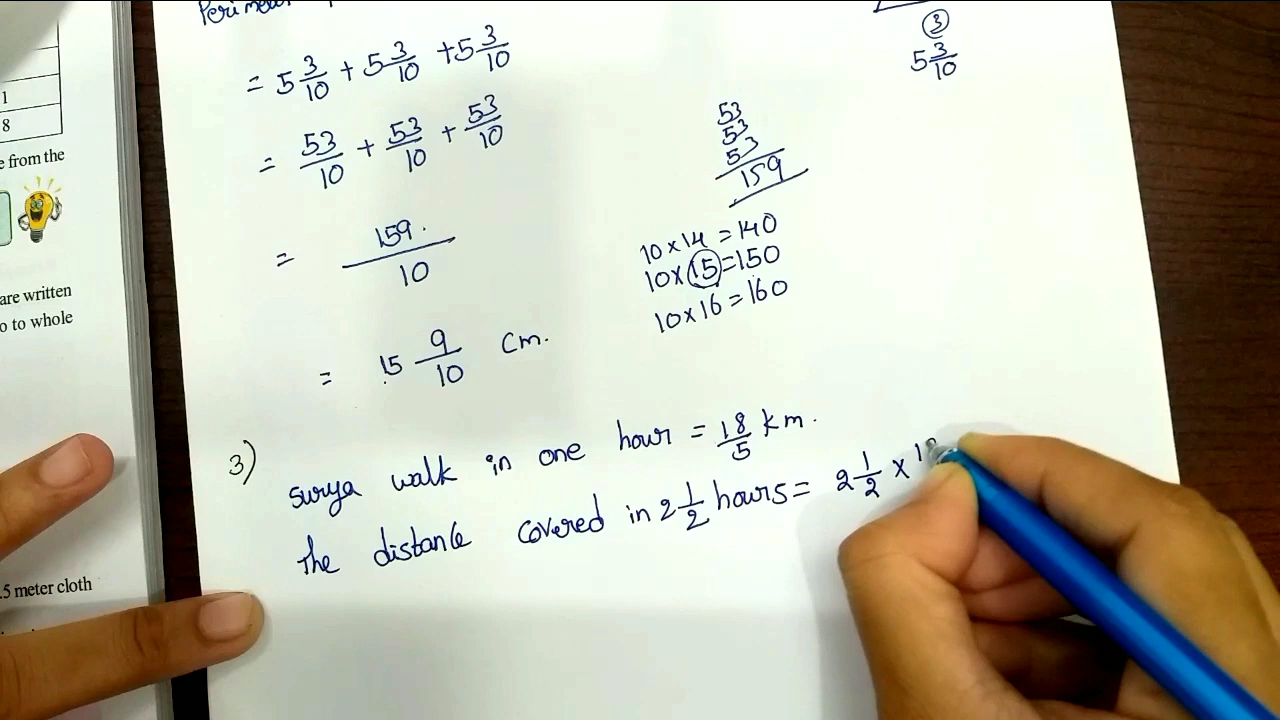 1
8
e from the
are written
o to whole
.5 meter cloth
= 5 3/10 + 5 3/10 + 5 3/10
= 53/10 + 53/10 + 53/10
= 159/10
= 15 9/10 cm.
3
5 3/10
53
53
53
159
10 × 14 = 140
10 × 15 = 150
10 × 16 = 160
3) surya walk in one hour = 18/5 km.
the distance covered in 2 1/2 hours = 2 1/2 × 18